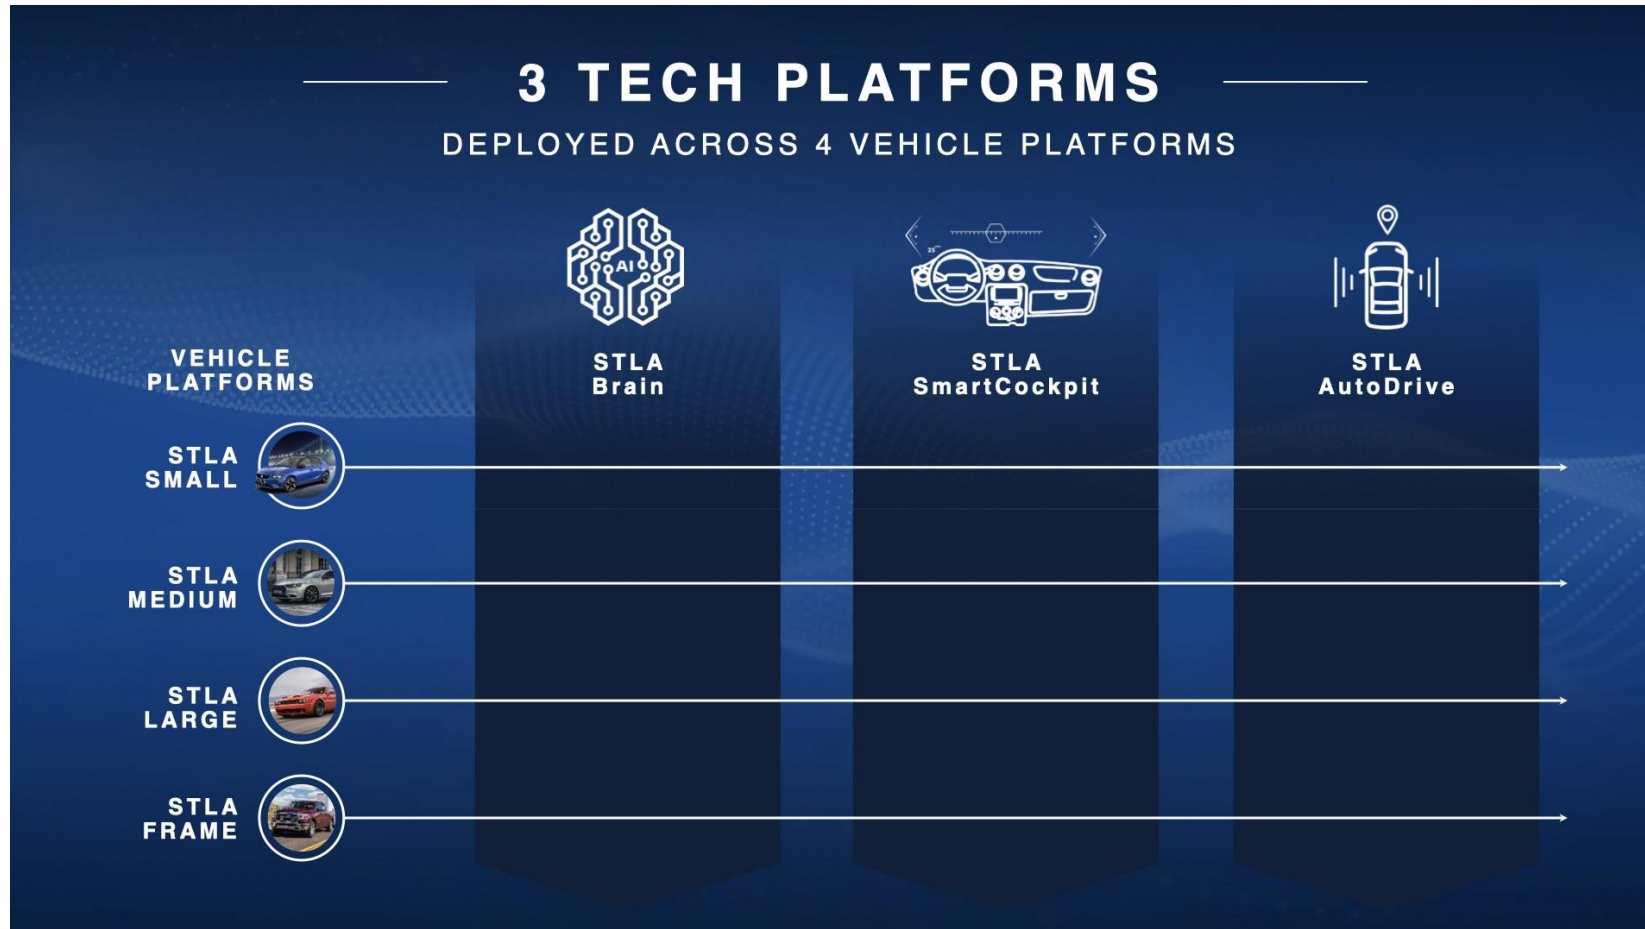 3 TECH PLATFORMS
DEPLOYED ACROSS 4 VEHICLE PLATFORMS
AI
25
VEHICLE
PLATFORMS
STLA
Brain
STLA
SmartCockpit
STLA
AutoDrive
STLA
SMALL
STLA
MEDIUM
STLA
LARGE
STLA
FRAME